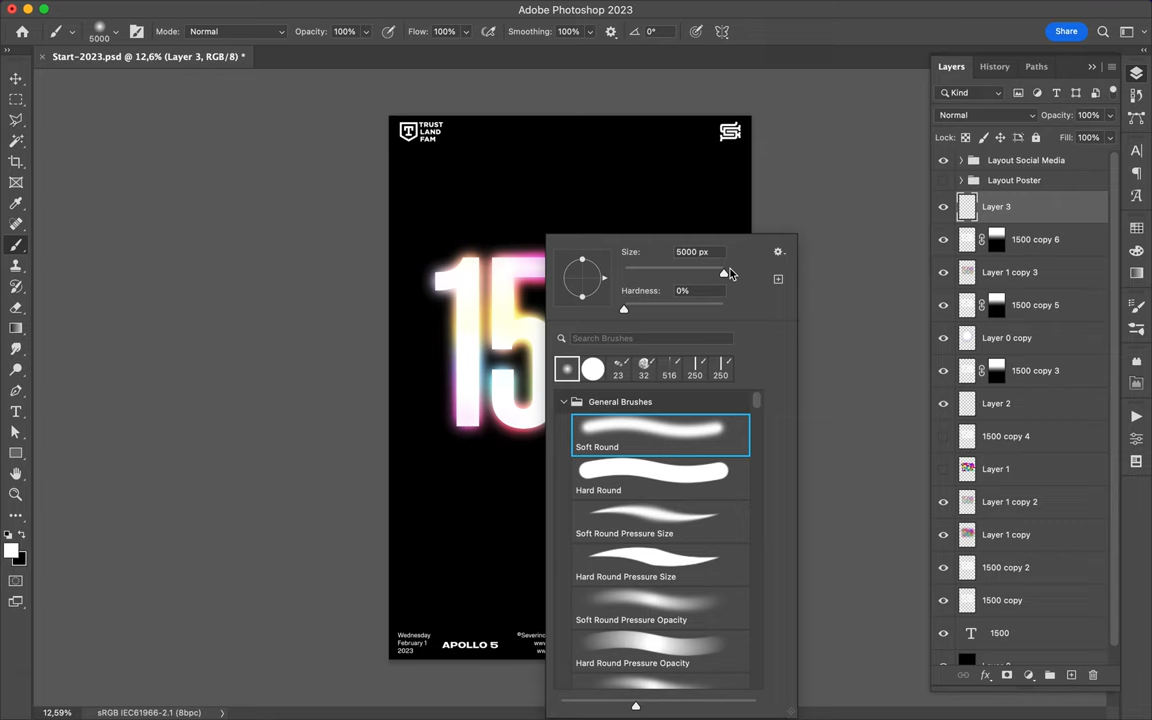 Adobe Photoshop 2023
5000
Mode: Normal
Opacity: 100%
Flow: 100%
Smoothing: 100%
0°
Share
Start-2023.psd @ 12,6% (Layer 3, RGB/8) *
Layers
History
Paths
Kind
Normal
Opacity: 100%
Lock:
Fill: 100%
Layout Social Media
Layout Poster
Layer 3
1500 copy 6
Layer 1 copy 3
1500 copy 5
Layer 0 copy
1500 copy 3
Layer 2
1500 copy 4
Layer 1
Layer 1 copy 2
Layer 1 copy
1500 copy 2
1500 copy
1500
TRUST
LAND
FAM
15
Size: 5000 px
Hardness: 0%
Search Brushes
23
32
516
250
250
General Brushes
Soft Round
Hard Round
Soft Round Pressure Size
Hard Round Pressure Size
Soft Round Pressure Opacity
Hard Round Pressure Opacity
Wednesday
February 1
2023
APOLLO 5
12,59%
sRGB IEC61966-2.1 (8bpc)